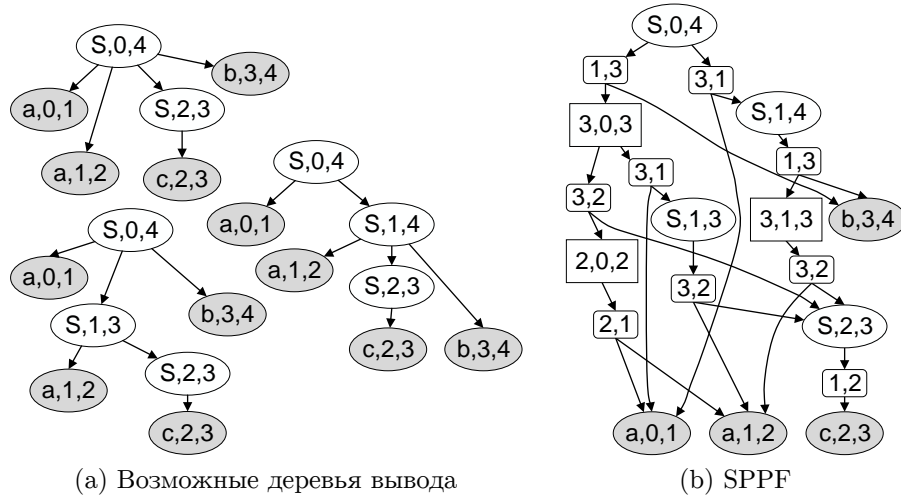 S,0,4
a,0,1
b,3,4
S,2,3
a,1,2
c,2,3
S,0,4
a,0,1
S,1,4
a,1,2
S,2,3
c,2,3
b,3,4
S,0,4
a,0,1
b,3,4
S,1,3
a,1,2
S,2,3
c,2,3
(a) Возможные деревья вывода
S,0,4
1,3
3,1
3,0,3
S,1,4
3,1
1,3
3,2
S,1,3
3,1,3
b,3,4
2,0,2
3,2
3,2
2,1
S,2,3
1,2
a,0,1
a,1,2
c,2,3
(b) SPPF